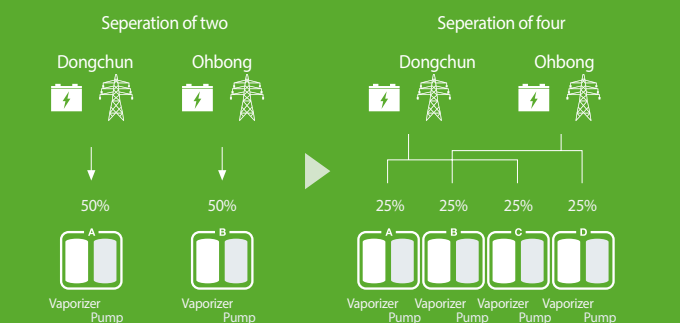 Seperation of two
Dongchun Ohbong
50% 50%
A B
Vaporizer Pump Vaporizer Pump
Seperation of four
Dongchun Ohbong
25% 25% 25% 25%
A B C D
Vaporizer Pump Vaporizer Pump Vaporizer Pump Vaporizer Pump